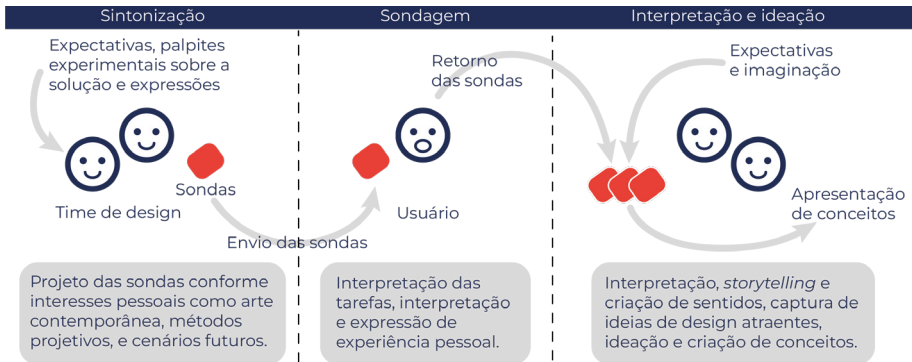 Sintonização
Sondagem
Interpretação e ideação
Expectativas, palpites
experimentais sobre a
solução e expressões
Sondas
Time de design
Envio das sondas
Retorno
das sondas
Usuário
Expectativas
e imaginação
Apresentação
de conceitos
Projeto das sondas conforme
interesses pessoais como arte
contemporânea, métodos
projetivos, e cenários futuros.
Interpretação das
tarefas, interpretação
e expressão de
experiência pessoal.
Interpretação, storytelling e
criação de sentidos, captura de
ideias de design atraentes,
ideação e criação de conceitos.